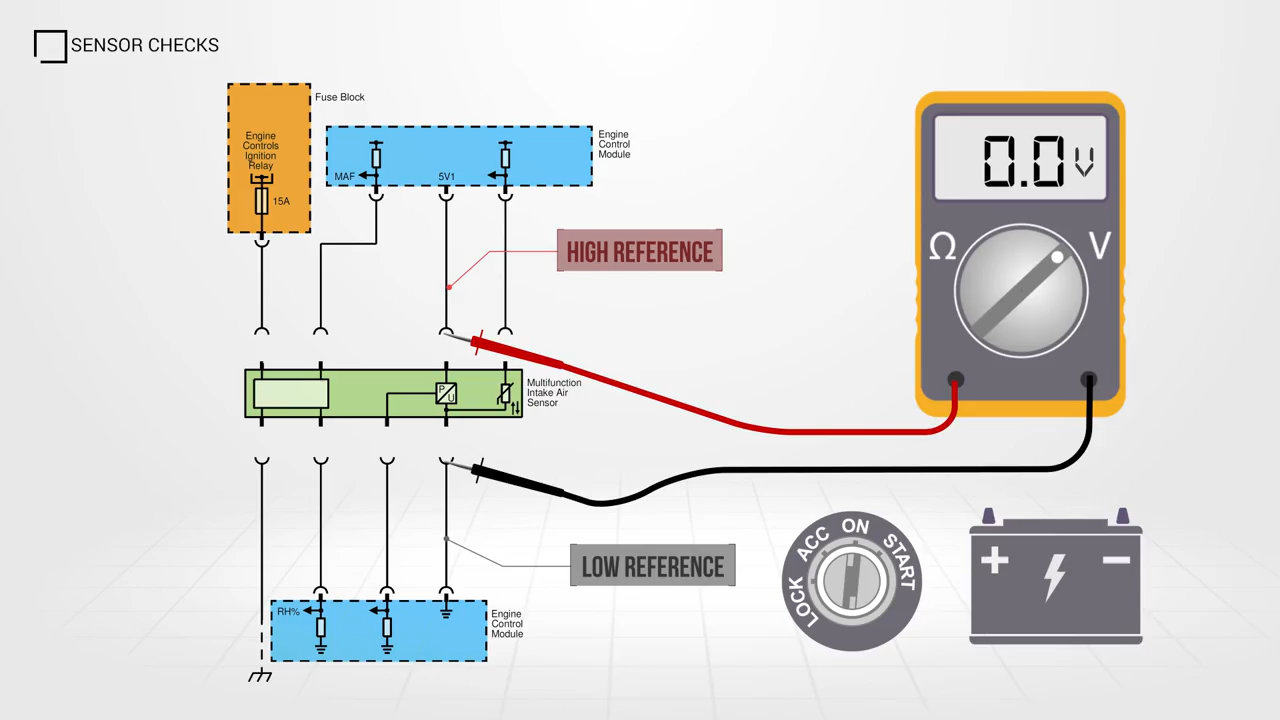 SENSOR CHECKS
Fuse Block
Engine
Controls
Ignition
Relay
15A
Engine
Control
Module
MAF
5V1
HIGH REFERENCE
0.0 V
Ω
V
P
U
Multifunction
Intake Air
Sensor
LOW REFERENCE
LOCK ACC ON START
+ −
RH%
Engine
Control
Module